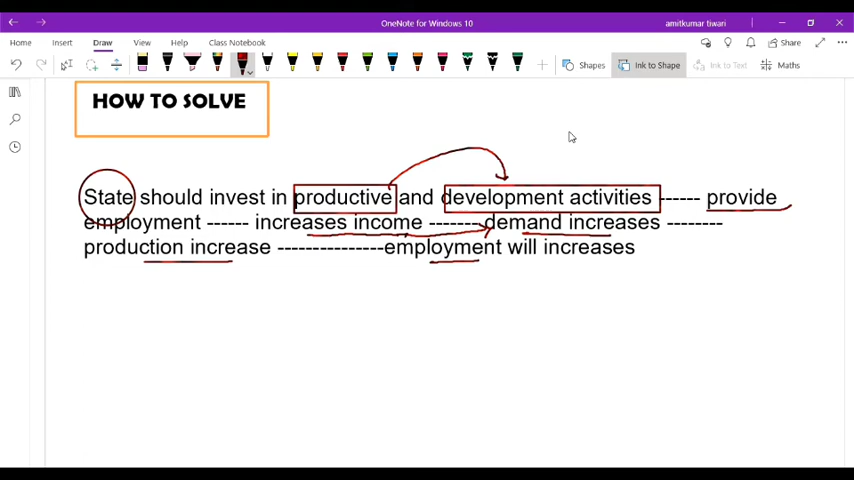 OneNote for Windows 10
amitkumar tiwari
Home Insert Draw View Help Class Notebook
Share
Shapes Ink to Shape Ink to Text Maths
HOW TO SOLVE
State should invest in productive and development activities ------ provide
employment ------ increases income -------demand increases --------
production increase ---------------employment will increases